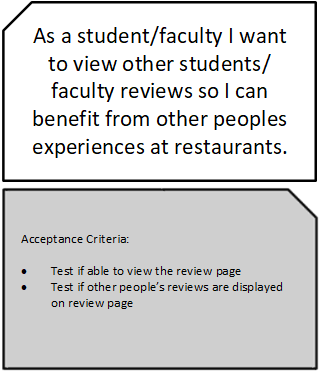 As a student/faculty I want
to view other students/
faculty reviews so I can
benefit from other peoples
experiences at restaurants.
Acceptance Criteria:
• Test if able to view the review page
• Test if other people's reviews are displayed
on review page